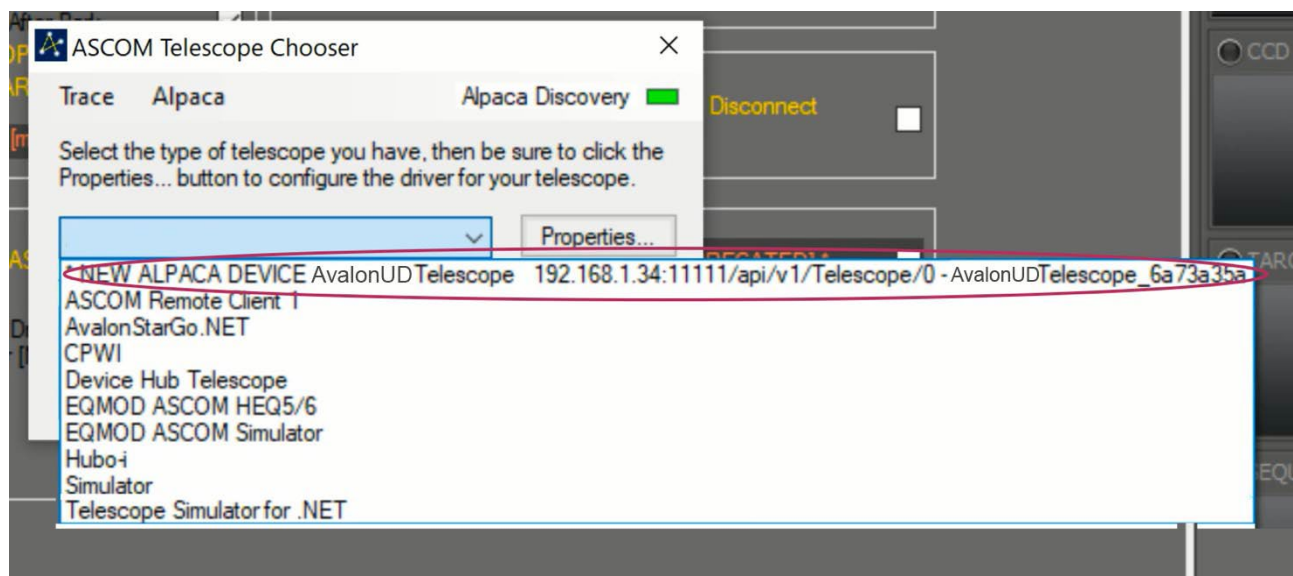 After Park
ASCOM Telescope Chooser
CCD
Trace Alpaca Alpaca Discovery
Disconnect
Select the type of telescope you have, then be sure to click the
Properties... button to configure the driver for your telescope.
Properties...
* NEW ALPACA DEVICE AvalonUDTelescope 192.168.1.34:11111/api/v1/Telescope/0 - AvalonUDTelescope_6a73a35a
ASCOM Remote Client 1
AvalonStarGo.NET
CPWI
Device Hub Telescope
EQMOD ASCOM HEQ5/6
EQMOD ASCOM Simulator
Hubo-i
Simulator
Telescope Simulator for .NET